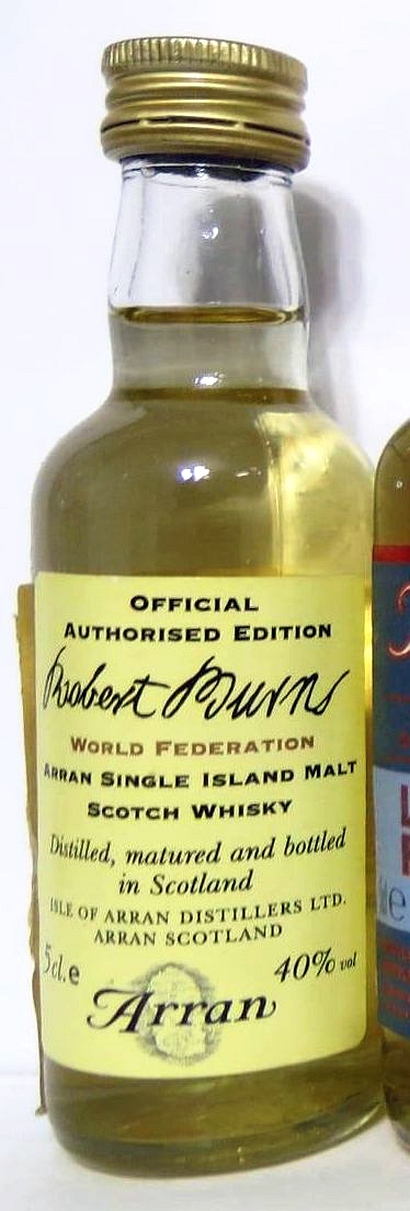 OFFICIAL
AUTHORISED EDITION
Robert Burns
WORLD FEDERATION
ARRAN SINGLE ISLAND MALT
SCOTCH WHISKY
Distilled, matured and bottled
in Scotland
ISLE OF ARRAN DISTILLERS LTD.
ARRAN SCOTLAND
5cl.e
40% vol
Arran